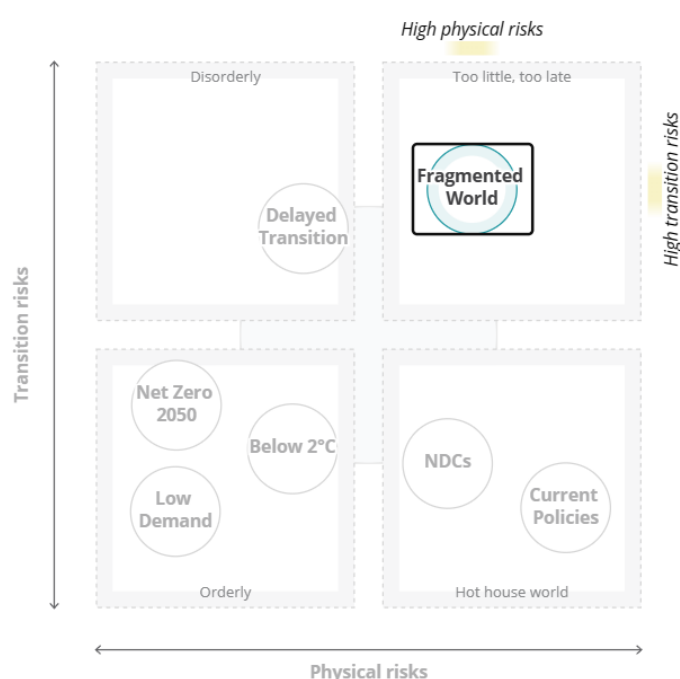 High physical risks
Disorderly
Too little, too late
High transition risks
Fragmented
World
Delayed
Transition
Transition risks
Net Zero
2050
Below 2°C
NDCs
Low
Demand
Current
Policies
Orderly
Hot house world
Physical risks